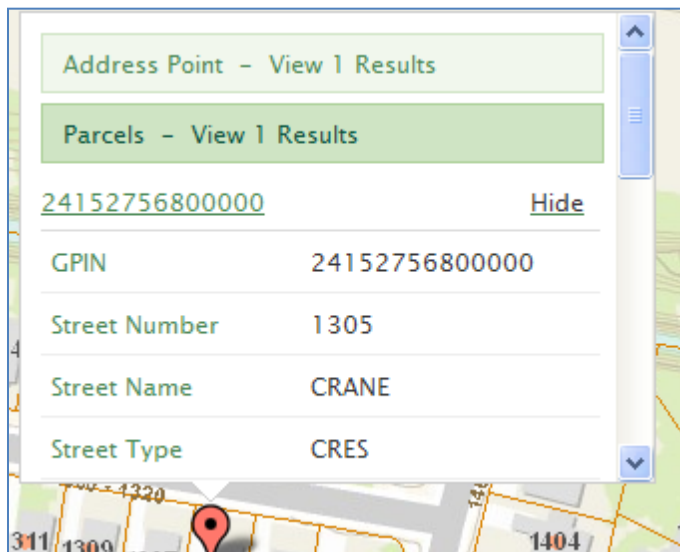 Address Point – View 1 Results
Parcels – View 1 Results
24152756800000 Hide
GPIN 24152756800000
Street Number 1305
Street Name CRANE
Street Type CRES
1320
1309
1404